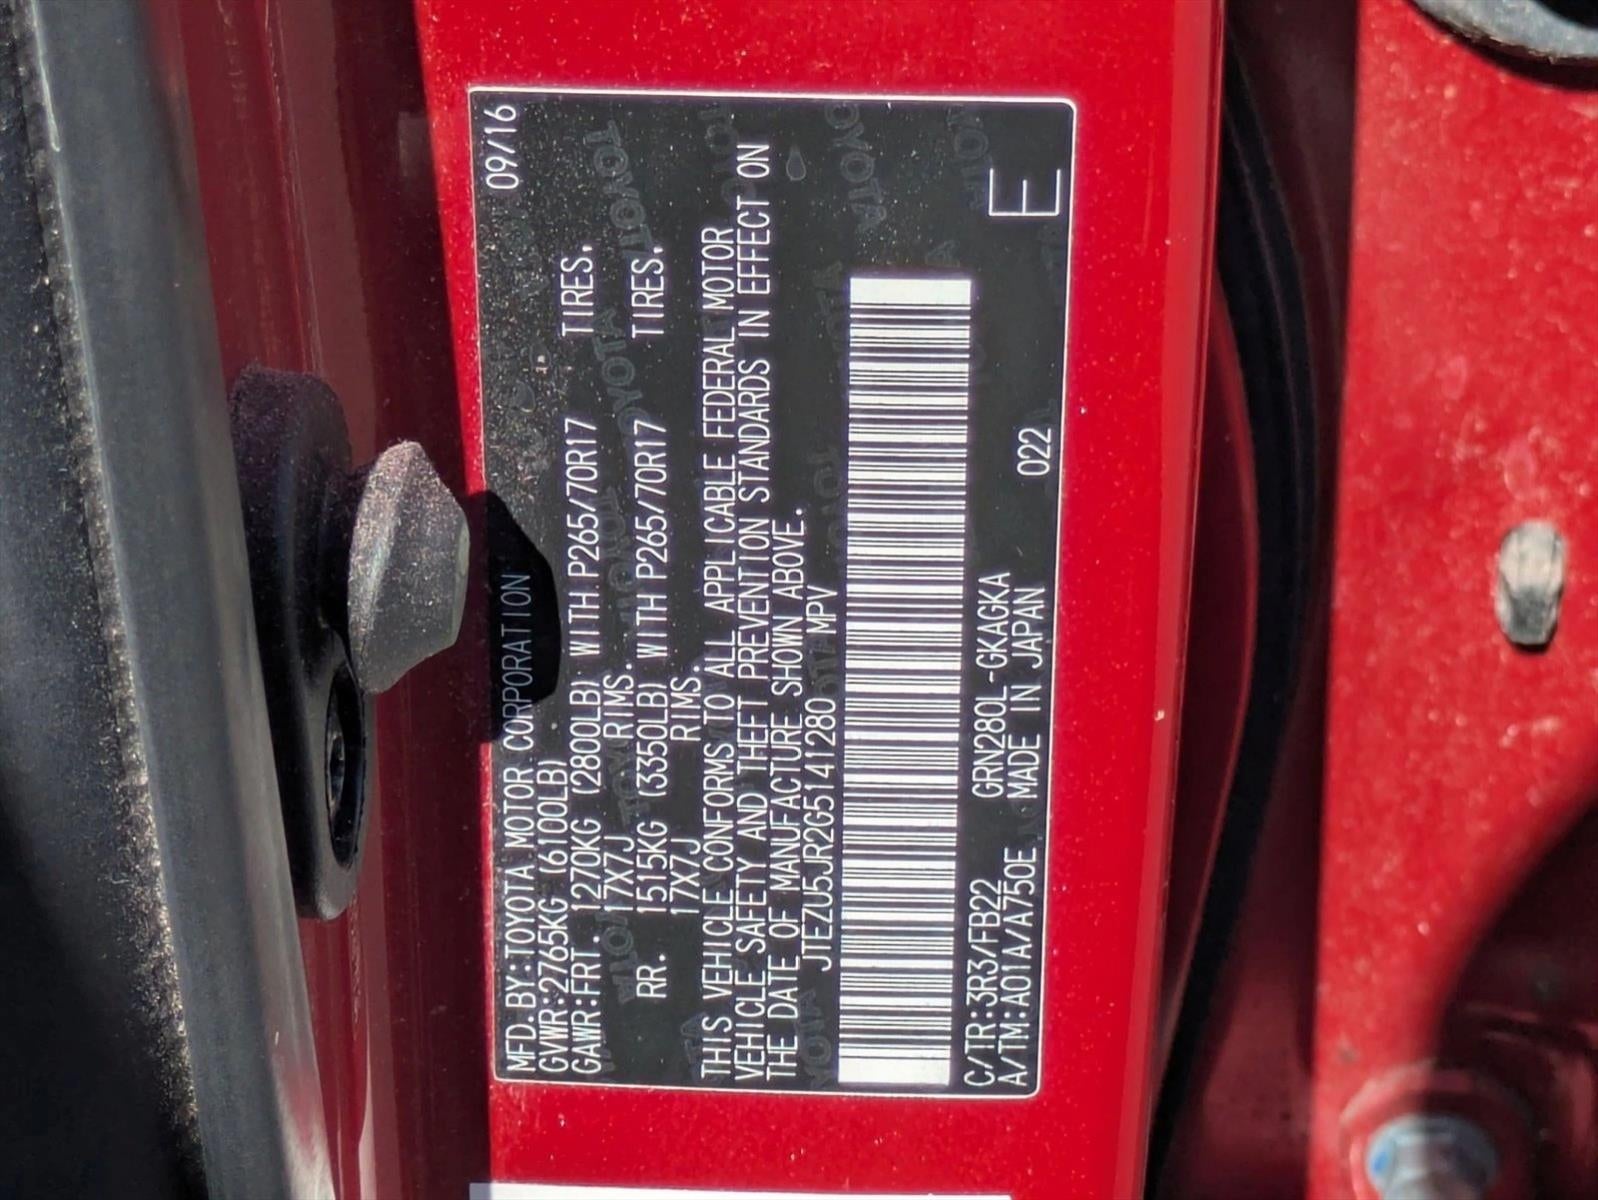 MFD.BY:TOYOTA MOTOR CORPORATION 09/16
GVWR:2765KG (6100LB)
GAWR:FRT. 1270KG (2800LB) WITH P265/70R17 TIRES.
17X7J RIMS.
RR. 1515KG (3350LB) WITH P265/70R17 TIRES.
17X7J RIMS.
THIS VEHICLE CONFORMS TO ALL APPLICABLE FEDERAL MOTOR
VEHICLE SAFETY AND THEFT PREVENTION STANDARDS IN EFFECT ON
THE DATE OF MANUFACTURE SHOWN ABOVE.
JTEZU5JR2G5141280 MPV
C/TR:3R3/FB22 GRN280L-GKAGKA 022 E
A/TM:A01A/A750E MADE IN JAPAN